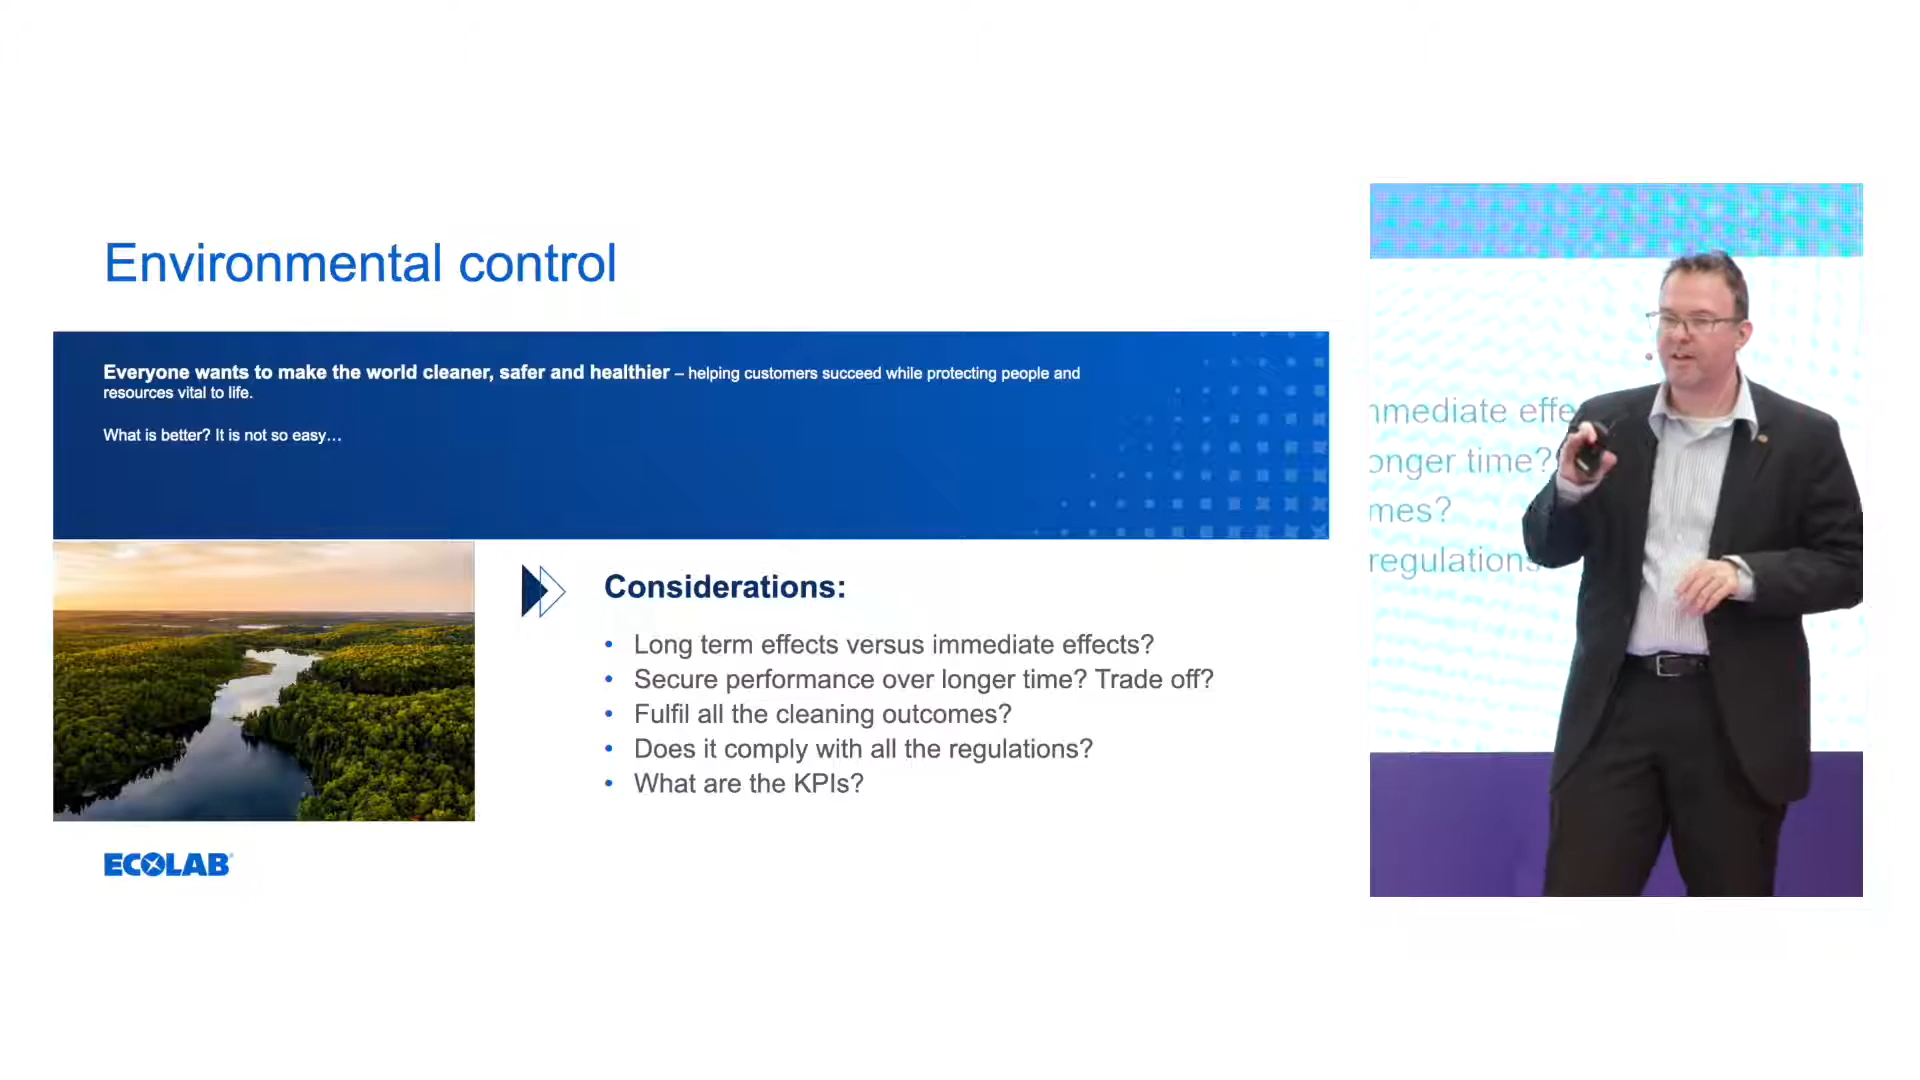 Environmental control
Everyone wants to make the world cleaner, safer and healthier – helping customers succeed while protecting people and
resources vital to life.
What is better? It is not so easy…
Considerations:
• Long term effects versus immediate effects?
• Secure performance over longer time? Trade off?
• Fulfil all the cleaning outcomes?
• Does it comply with all the regulations?
• What are the KPIs?
ECOLAB
mmediate effe
onger time?
mes?
regulations